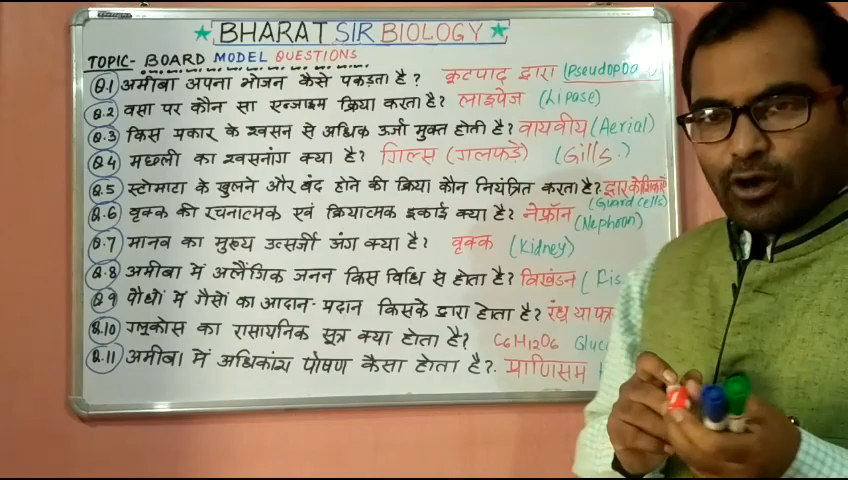 ★ BHARAT SIR BIOLOGY ★
TOPIC- BOARD MODEL QUESTIONS
Q.1 अमीबा अपना भोजन कैसे पकड़ता है? कूटपाद द्वारा (Pseudopoda)
Q.2 वसा पर कौन सा एन्जाइम क्रिया करता है? लाइपेज (Lipase)
Q.3 किस प्रकार के श्वसन से अधिक ऊर्जा मुक्त होती है? वायवीय (Aerial)
Q.4 मछली का श्वसनांग क्या है? गिल्स (गलफड़े) (Gills.)
Q.5 स्टोमाटा के खुलने और बंद होने की क्रिया कौन नियंत्रित करता है? द्वार कोशिकाएँ (Guard cells)
Q.6 वृक्क की रचनात्मक एवं क्रियात्मक इकाई क्या है? नेफ्रॉन (Nephron)
Q.7 मानव का मुख्य उत्सर्जी अंग क्या है? वृक्क (Kidney)
Q.8 अमीबा में अलैंगिक जनन किस विधि से होता है? विखंडन (Fis
Q.9 पौधों में गैसों का आदान-प्रदान किसके द्वारा होता है? रंध्र या पत्र
Q.10 ग्लूकोस का रासायनिक सूत्र क्या होता है? C6H12O6 Gluc
Q.11 अमीबा में अधिकांश पोषण कैसा होता है?. प्राणिसम